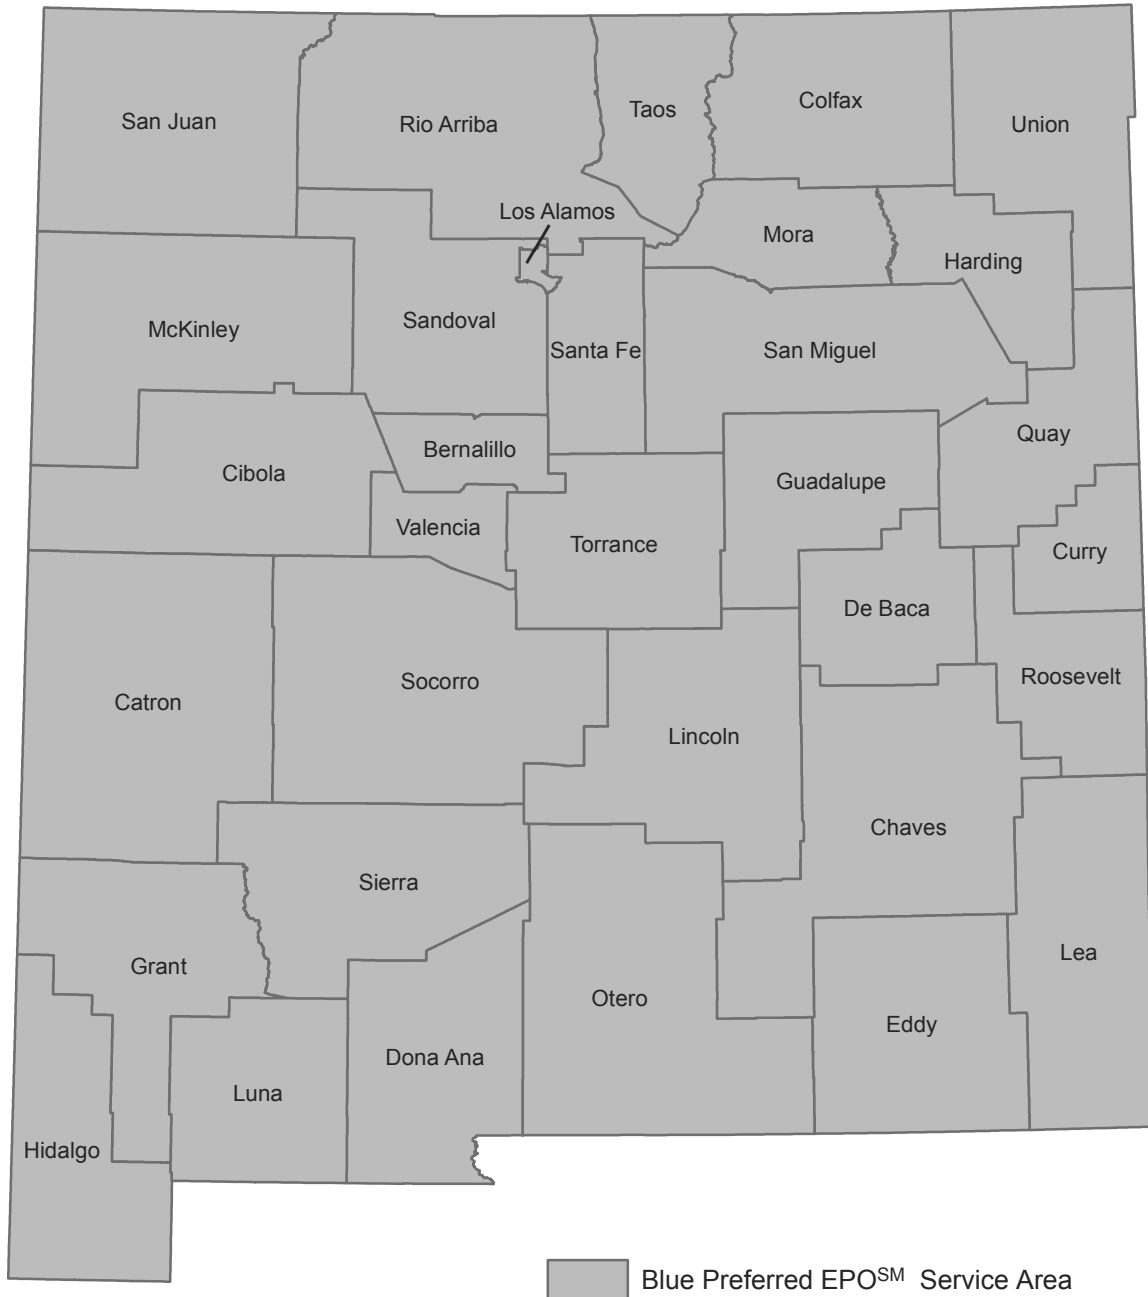 San Juan
Rio Arriba
Taos
Colfax
Union
Los Alamos
Mora
Harding
McKinley
Sandoval
Santa Fe
San Miguel
Quay
Cibola
Bernalillo
Guadalupe
Valencia
Torrance
Curry
De Baca
Catron
Socorro
Roosevelt
Lincoln
Chaves
Sierra
Grant
Lea
Otero
Eddy
Dona Ana
Luna
Hidalgo
Blue Preferred EPO℠ Service Area